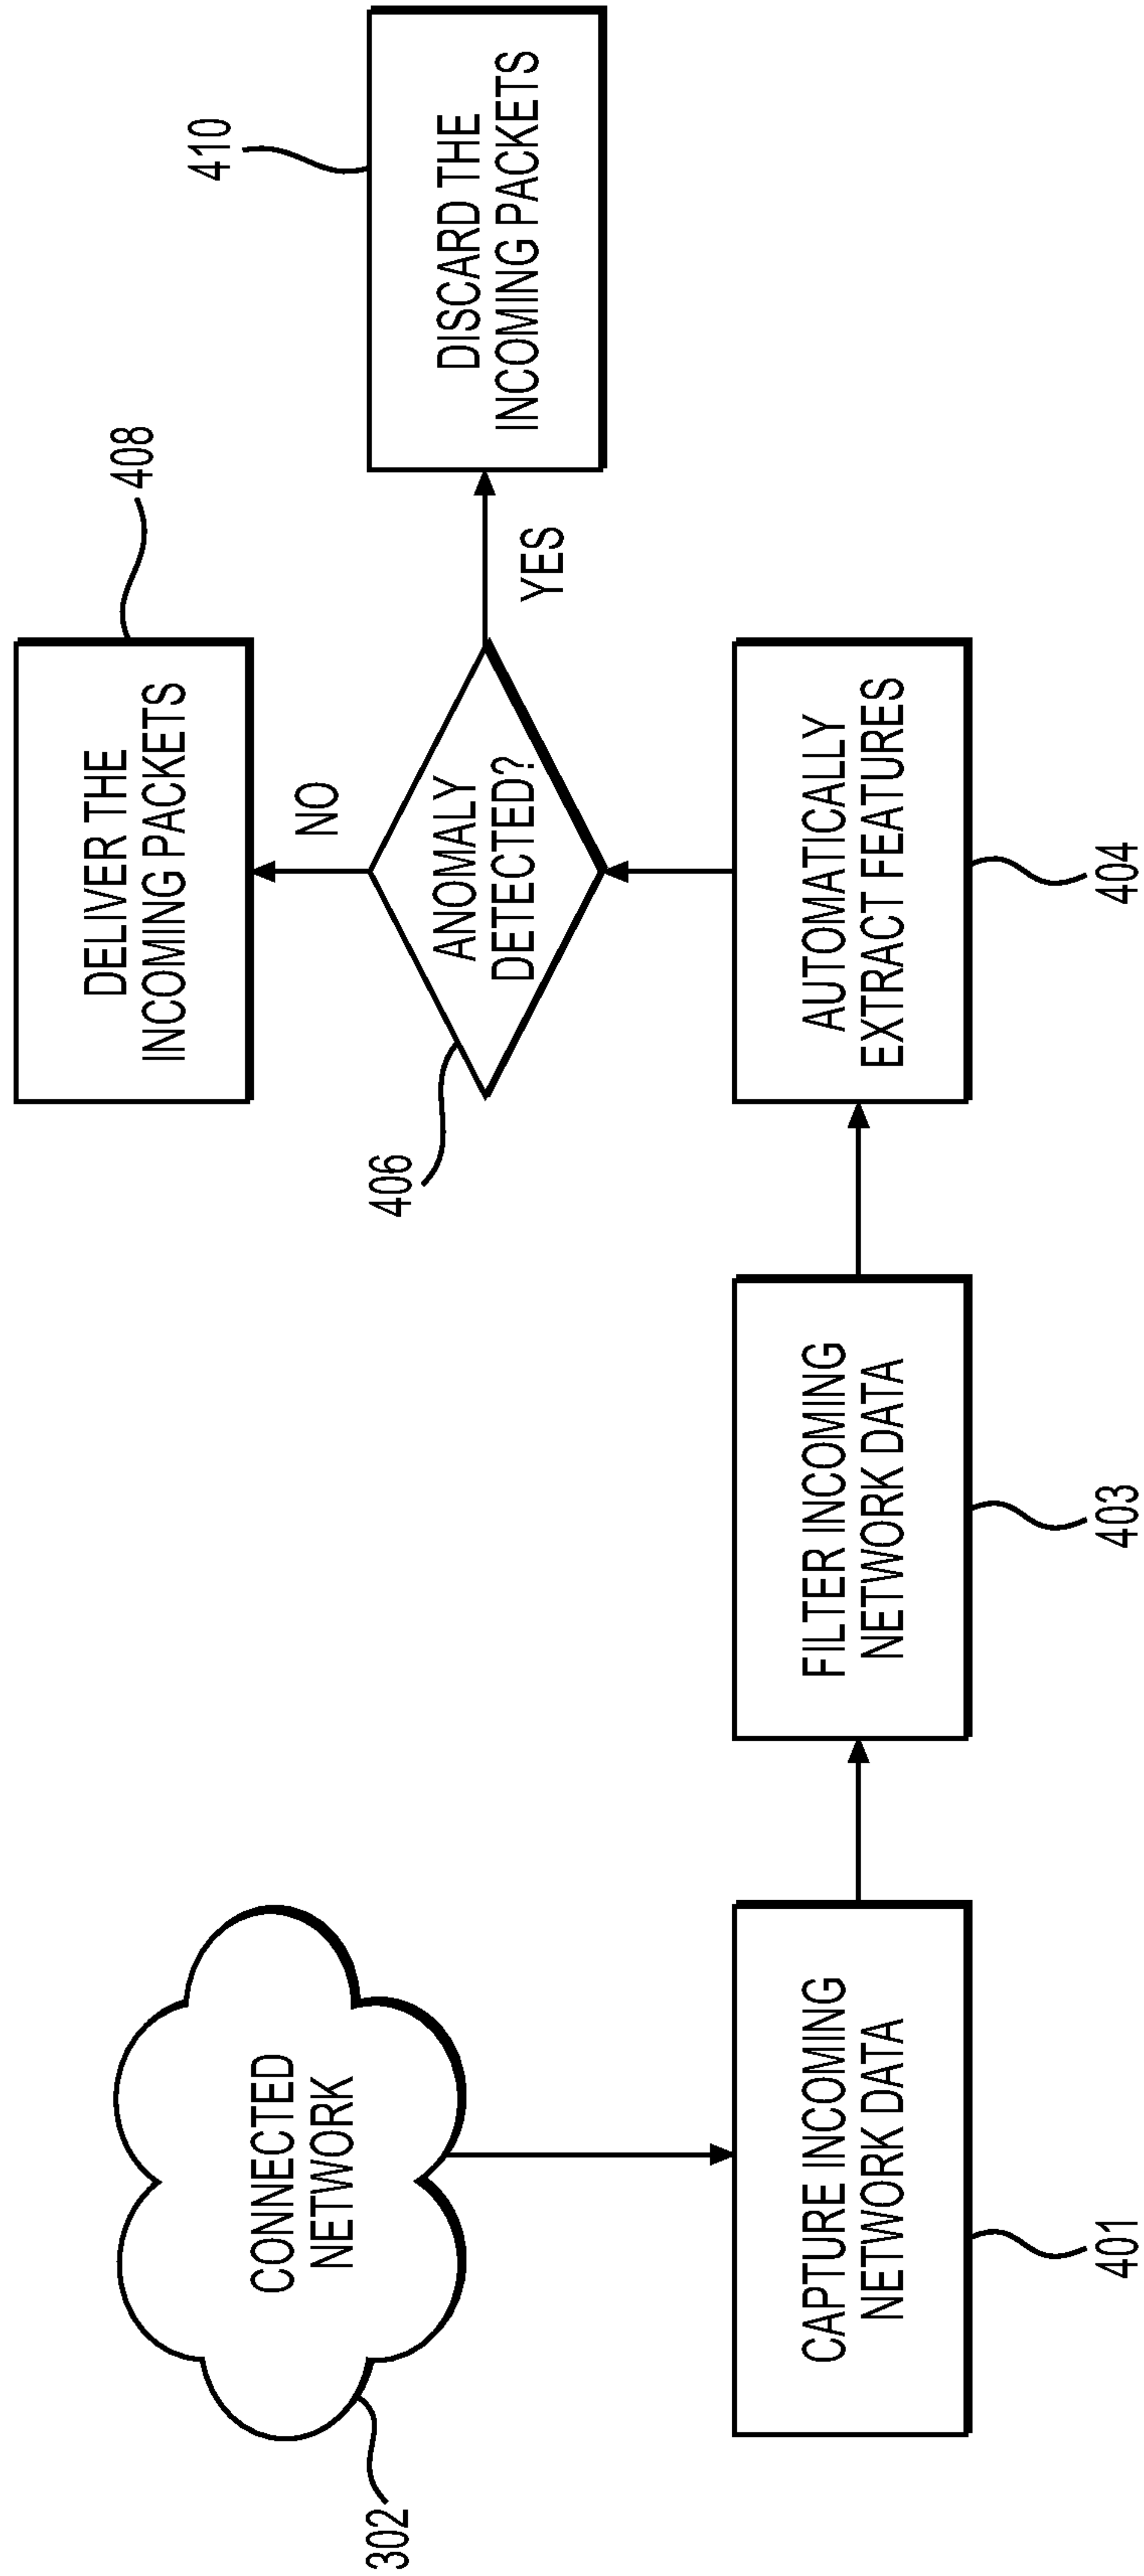 302
CONNECTED
NETWORK
CAPTURE INCOMING
NETWORK DATA
401
FILTER INCOMING
NETWORK DATA
403
AUTOMATICALLY
EXTRACT FEATURES
404
ANOMALY
DETECTED?
406
NO
DELIVER THE
INCOMING PACKETS
408
YES
DISCARD THE
INCOMING PACKETS
410